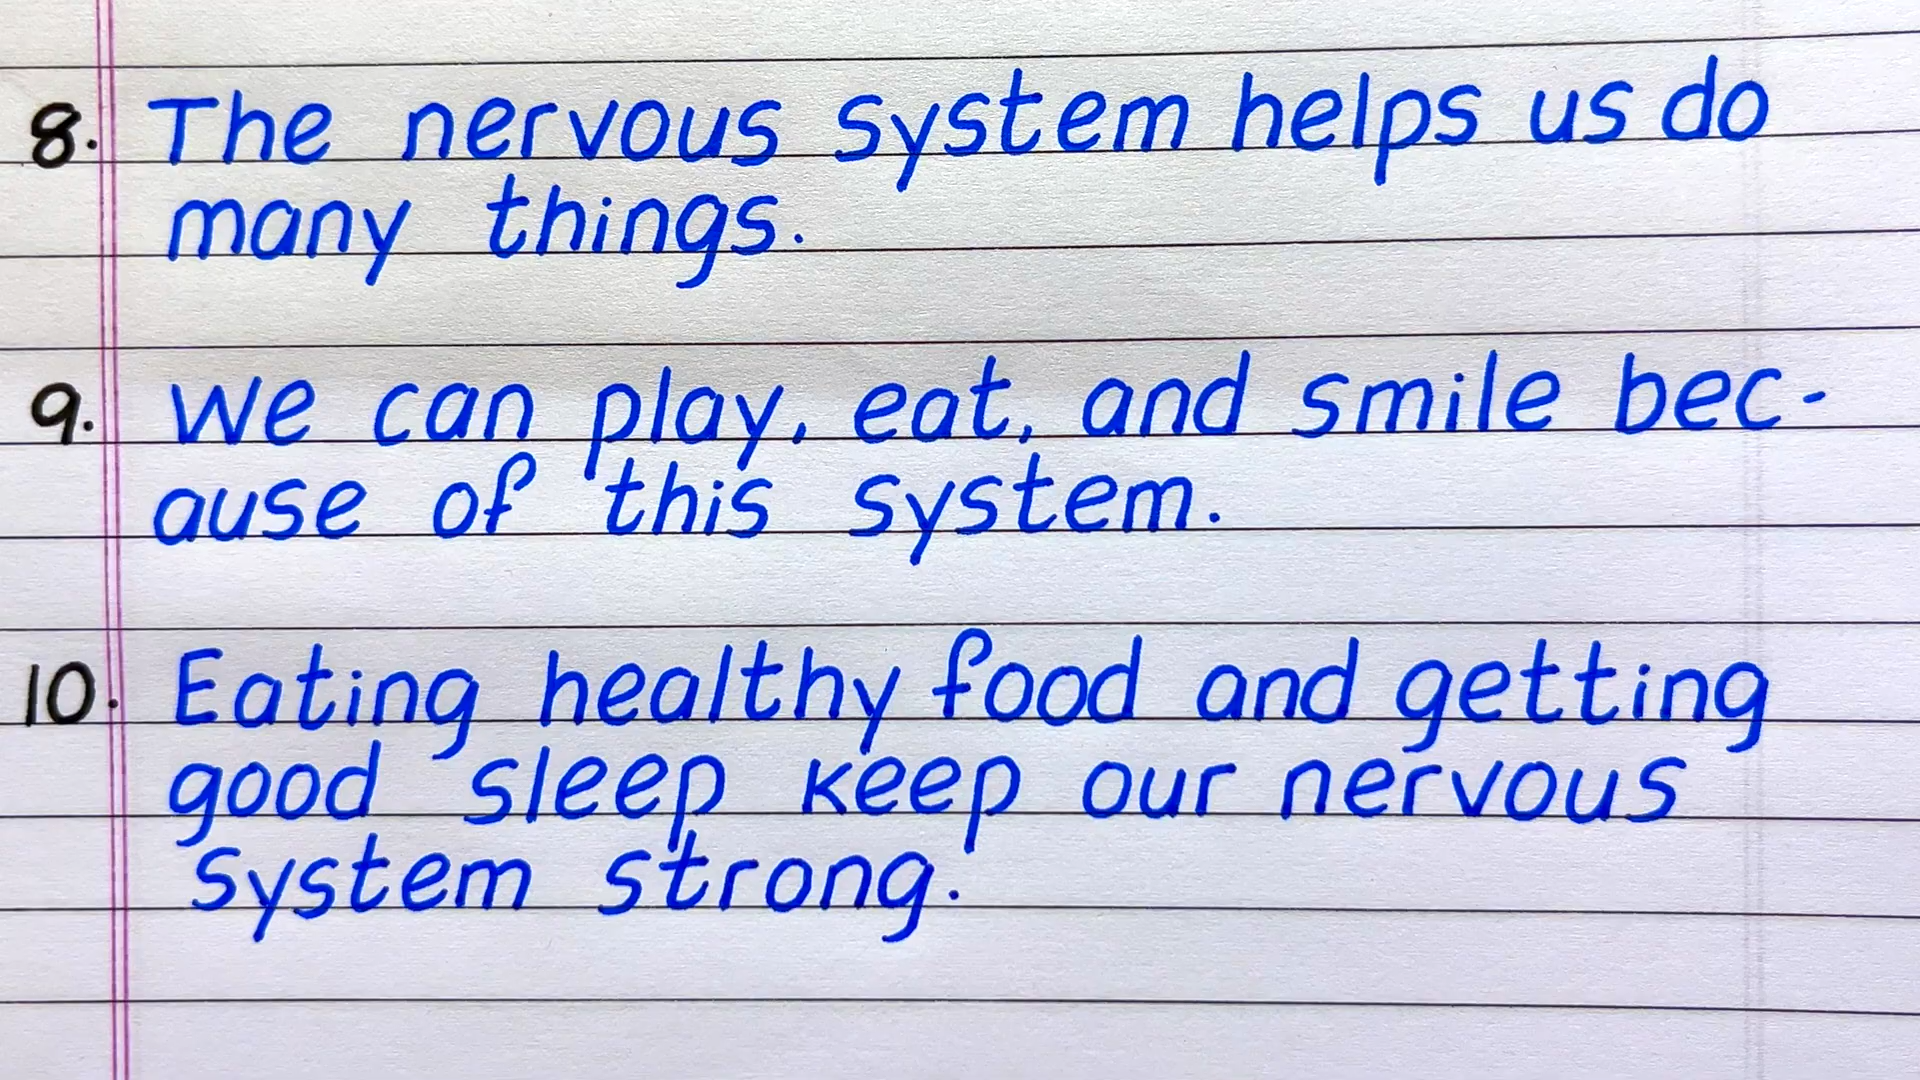 8. The nervous system helps us do
many things.
9. We can play, eat, and smile bec-
ause of this system.
10. Eating healthy food and getting
good sleep keep our nervous
system strong.